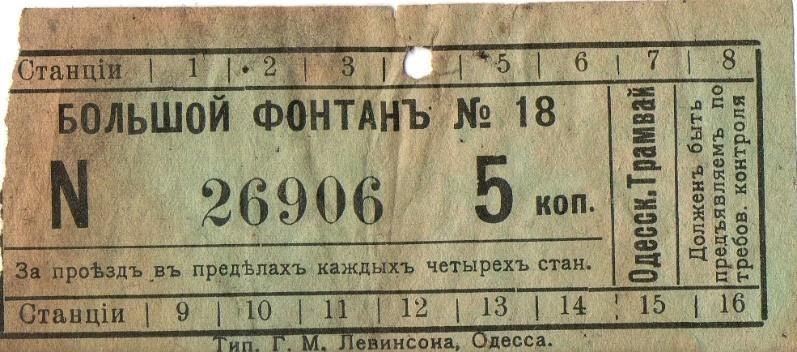 Станціи | 1 | 2 | 3 | | 5 | 6 | 7 | 8
БОЛЬШОЙ ФОНТАНЪ № 18
N 26906 5 коп.
За проѣздъ въ предѣлахъ каждыхъ четырехъ стан.
Одесск. Трамвай
Долженъ быть
предъявляемъ по
требов. контроля
Станціи | 9 | 10 | 11 | 12 | 13 | 14 | 15 | 16
Тип. Г. М. Левинсона, Одесса.